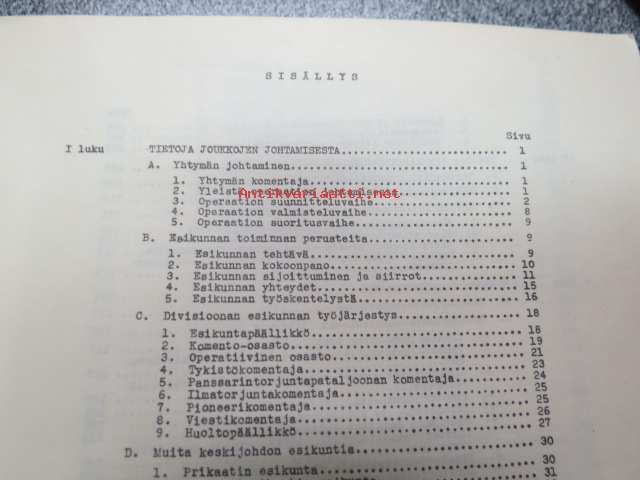 SISÄLLYS
Sivu
I luku TIETOJA JOUKKOJEN JOHTAMISESTA 1
A. Yhtymän johtaminen 1
1. Yhtymän komentaja 1
2. Yleistä 1
antikvariaatti.net
3. Operaation suunnitteluvaihe 2
4. Operaation valmisteluvaihe 8
5. Operaation suoritusvaihe 9
B. Esikunnan toiminnan perusteita 9
1. Esikunnan tehtävä 9
2. Esikunnan kokoonpano 10
3. Esikunnan sijoittuminen ja siirrot 11
4. Esikunnan yhteydet 15
5. Esikunnan työskentelystä 16
C. Divisioonan esikunnan työjärjestys 18
1. Esikuntapäällikkö 18
2. Komento-osasto 19
3. Operatiivinen osasto 21
4. Tykistökomentaja 23
5. Panssarintorjuntapataljoonan komentaja 24
6. Ilmatorjuntakomentaja 25
7. Pioneerikomentaja 25
8. Viestikomentaja 26
9. Huoltopäällikkö 27
D. Muita keskijohdon esikuntia 30
30
1. Prikaatin esikunta 31